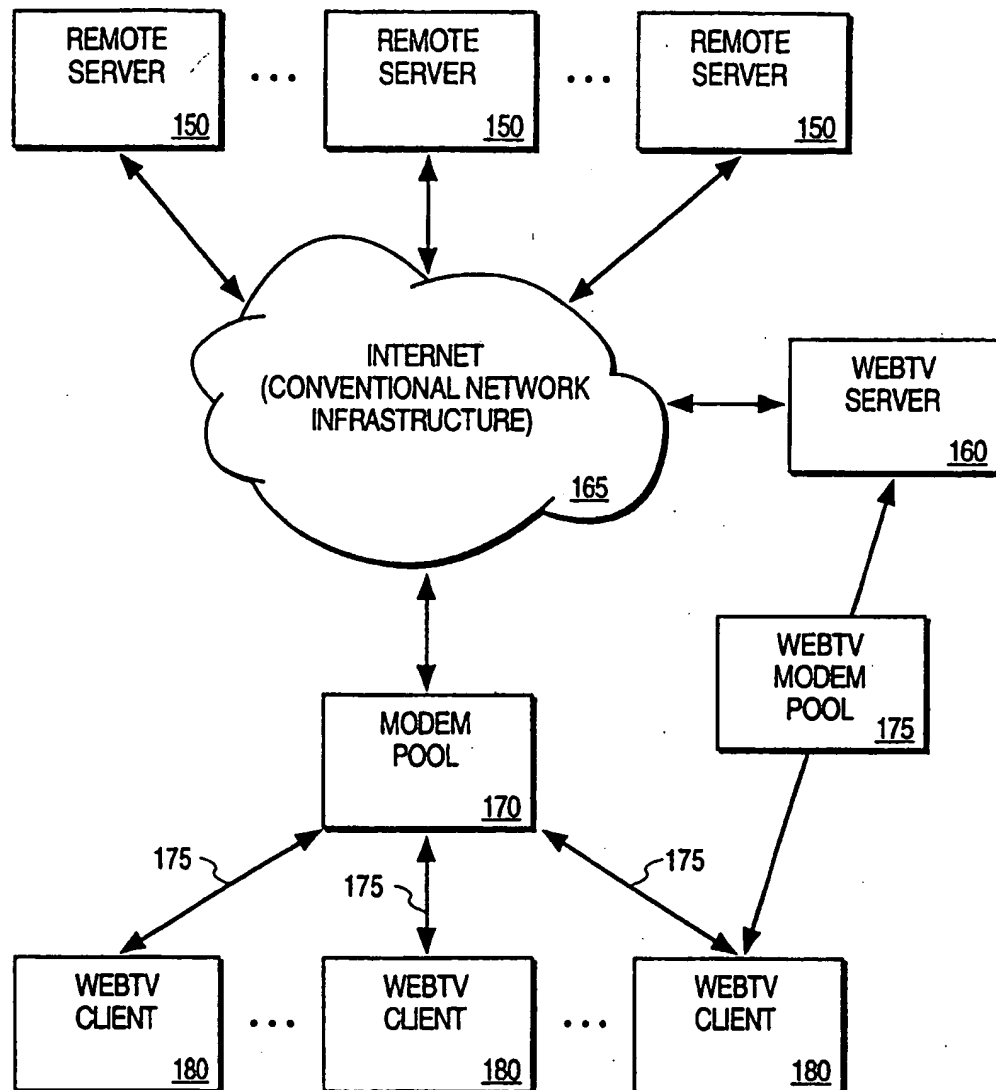 REMOTE
SERVER
150
REMOTE
SERVER
150
REMOTE
SERVER
150
INTERNET
(CONVENTIONAL NETWORK
INFRASTRUCTURE)
165
WEBTV
SERVER
160
WEBTV
MODEM
POOL
175
MODEM
POOL
170
175
175
175
WEBTV
CLIENT
180
WEBTV
CLIENT
180
WEBTV
CLIENT
180